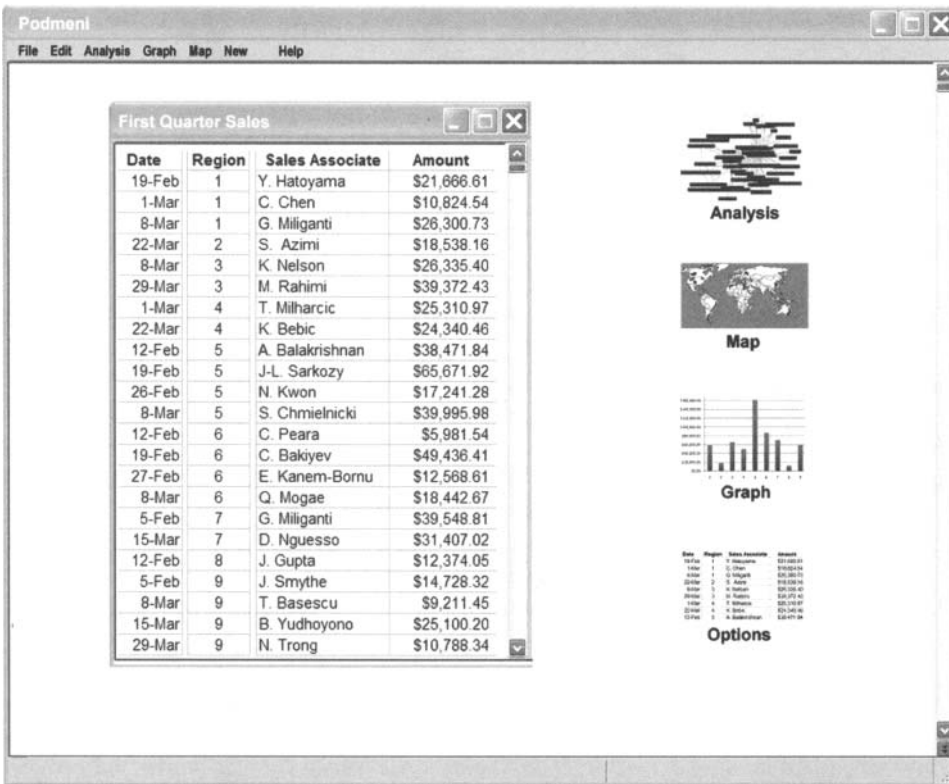 Podmeni
File Edit Analysis Graph Map New Help
First Quarter Sales
Date Region Sales Associate Amount
19-Feb 1 Y. Hatoyama $21,666.61
1-Mar 1 C. Chen $10,824.54
8-Mar 1 G. Miliganti $26,300.73
22-Mar 2 S. Azimi $18,538.16
8-Mar 3 K. Nelson $26,335.40
29-Mar 3 M. Rahimi $39,372.43
1-Mar 4 T. Milharcic $25,310.97
22-Mar 4 K. Bebic $24,340.46
12-Feb 5 A. Balakrishnan $38,471.84
19-Feb 5 J-L. Sarkozy $65,671.92
26-Feb 5 N. Kwon $17,241.28
8-Mar 5 S. Chmielnicki $39,995.98
12-Feb 6 C. Peara $5,981.54
19-Feb 6 C. Bakiyev $49,436.41
27-Feb 6 E. Kanem-Bornu $12,568.61
8-Mar 6 Q. Mogae $18,442.67
5-Feb 7 G. Miliganti $39,548.81
15-Mar 7 D. Nguesso $31,407.02
12-Feb 8 J. Gupta $12,374.05
5-Feb 9 J. Smythe $14,728.32
8-Mar 9 T. Basescu $9,211.45
15-Mar 9 B. Yudhoyono $25,100.20
29-Mar 9 N. Trong $10,788.34
Analysis
Map
Graph
Date Region Sales Associate Amount
Options